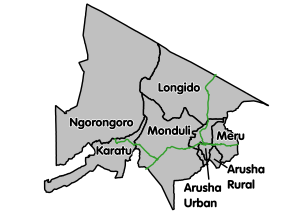 Longido
Ngorongoro
Monduli
Meru
Karatu
Arusha
Rural
Arusha
Urban